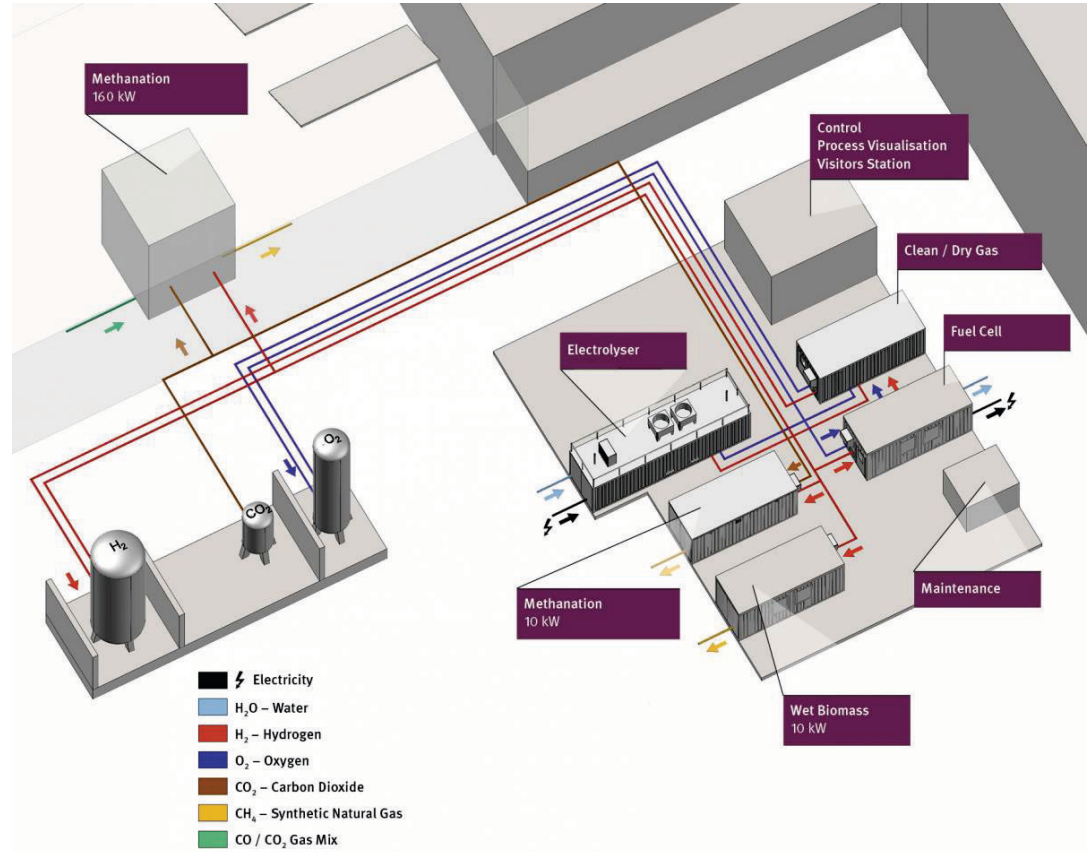 Methanation
160 kW
Control
Process Visualisation
Visitors Station
Clean / Dry Gas
Fuel Cell
Electrolyser
O₂
CO₂
H₂
Methanation
10 kW
Maintenance
Wet Biomass
10 kW
Electricity
H₂O – Water
H₂ – Hydrogen
O₂ – Oxygen
CO₂ – Carbon Dioxide
CH₄ – Synthetic Natural Gas
CO / CO₂ Gas Mix